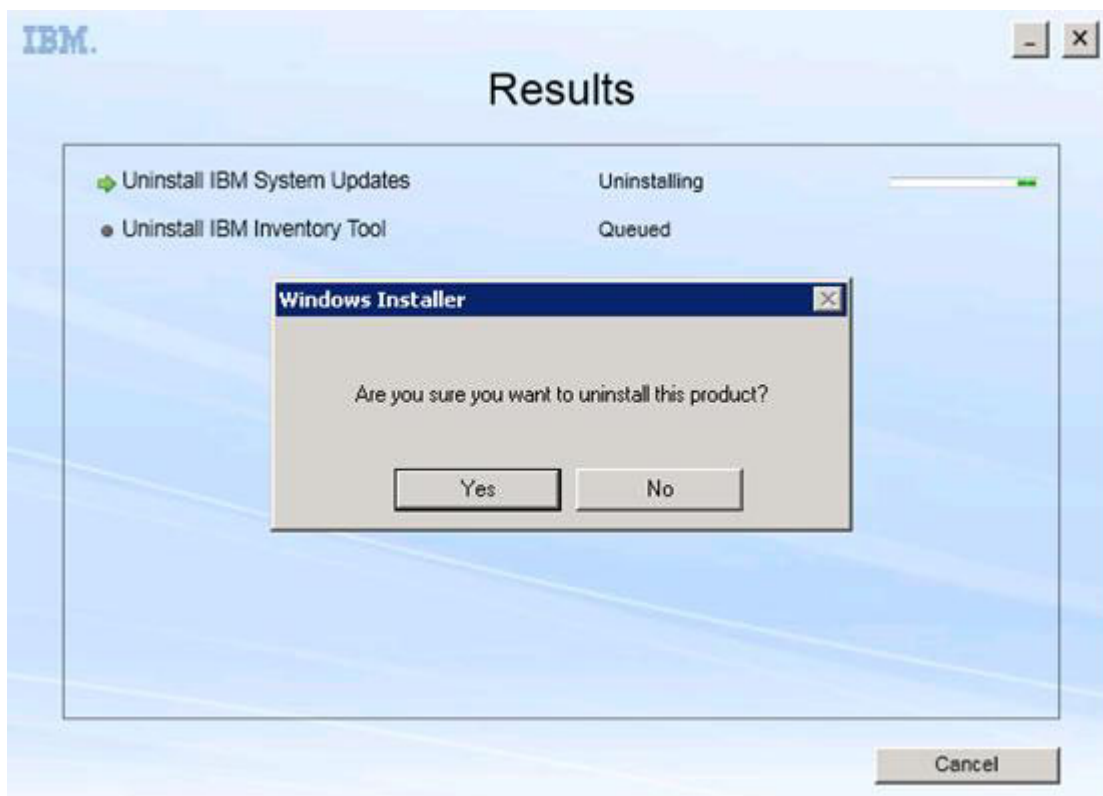 IBM.
Results
Uninstall IBM System Updates Uninstalling
Uninstall IBM Inventory Tool Queued
Windows Installer
Are you sure you want to uninstall this product?
Yes No
Cancel